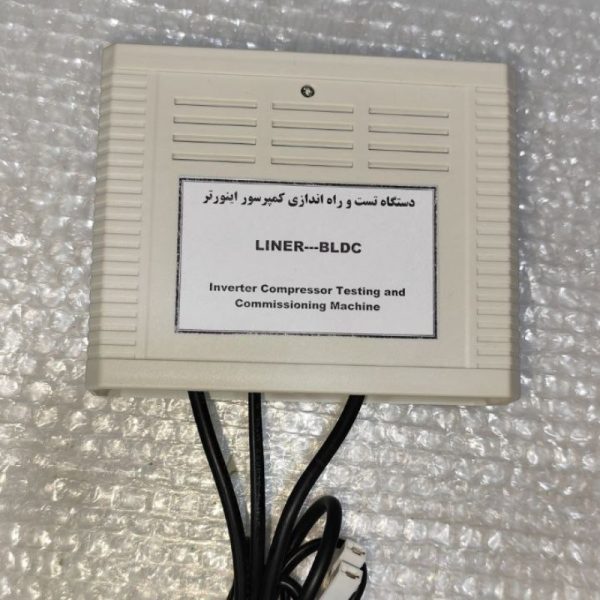 دستگاه تست و راه اندازی کمپرسور اینورتر
LINER---BLDC
Inverter Compressor Testing and
Commissioning Machine